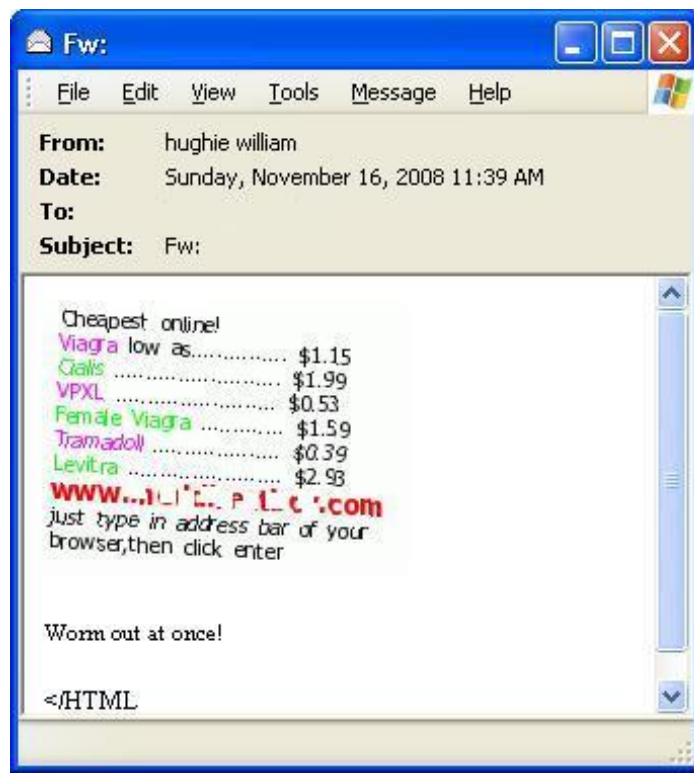 Fw:
File Edit View Tools Message Help
From: hughie william
Date: Sunday, November 16, 2008 11:39 AM
To:
Subject: Fw:
Cheapest online!
Viagra low as............... $1.15
Cialis .......................... $1.99
VPXL ........................... $0.53
Female Viagra ............. $1.59
Tramadoll .................... $0.39
Levitra ........................ $2.93
just type in address bar of your
browser,then click enter
Worm out at once!
</HTML